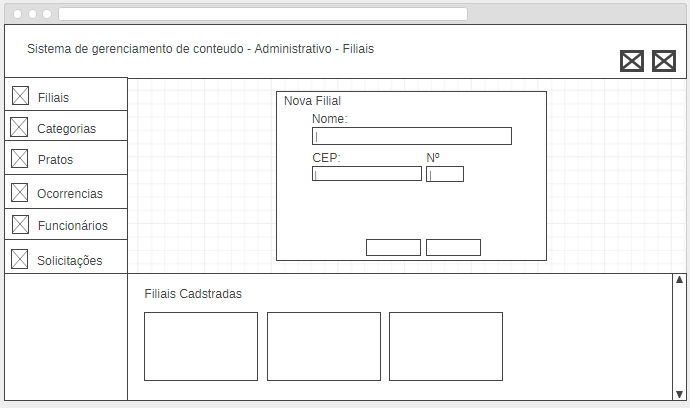 Sistema de gerenciamento de conteudo - Administrativo - Filiais
Filiais
Categorias
Pratos
Ocorrencias
Funcionários
Solicitações
Nova Filial
Nome:
CEP: Nº
Filiais Cadstradas